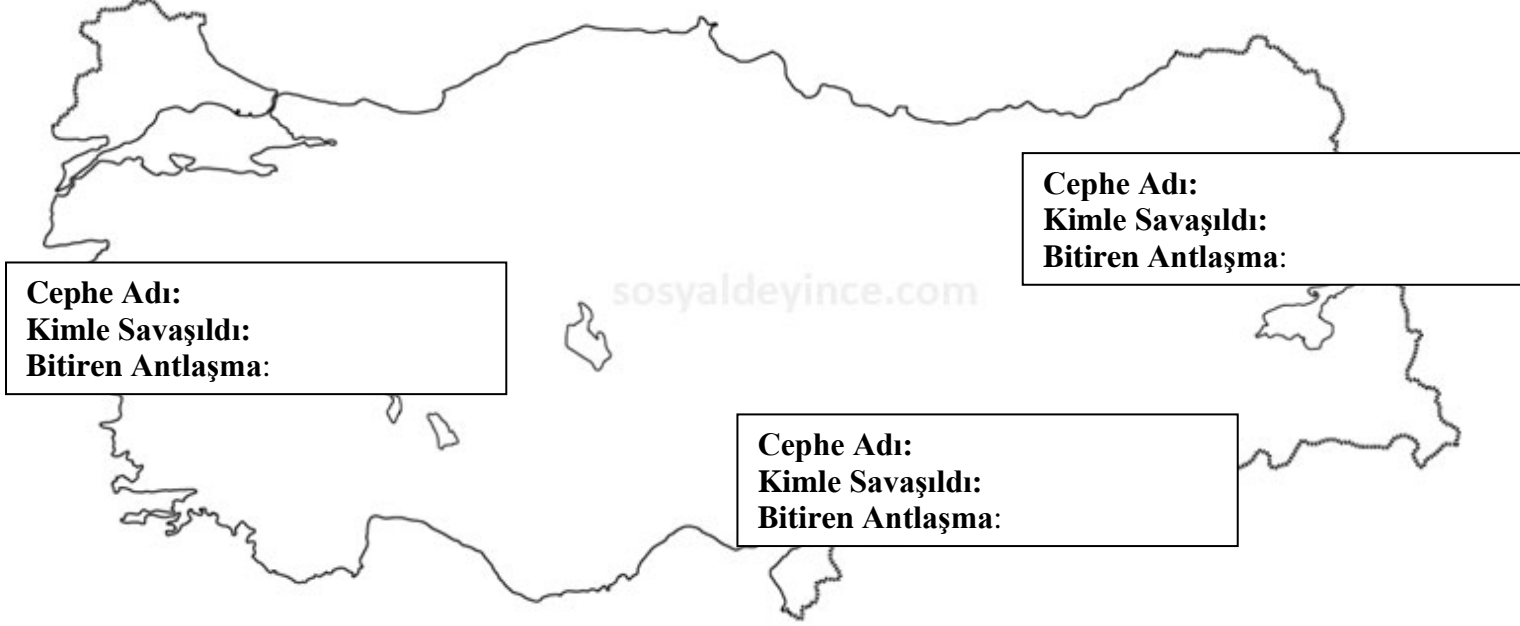 Cephe Adı:
Kimle Savaşıldı:
Bitiren Antlaşma:
sosyaldeyince.com
Cephe Adı:
Kimle Savaşıldı:
Bitiren Antlaşma:
Cephe Adı:
Kimle Savaşıldı:
Bitiren Antlaşma: